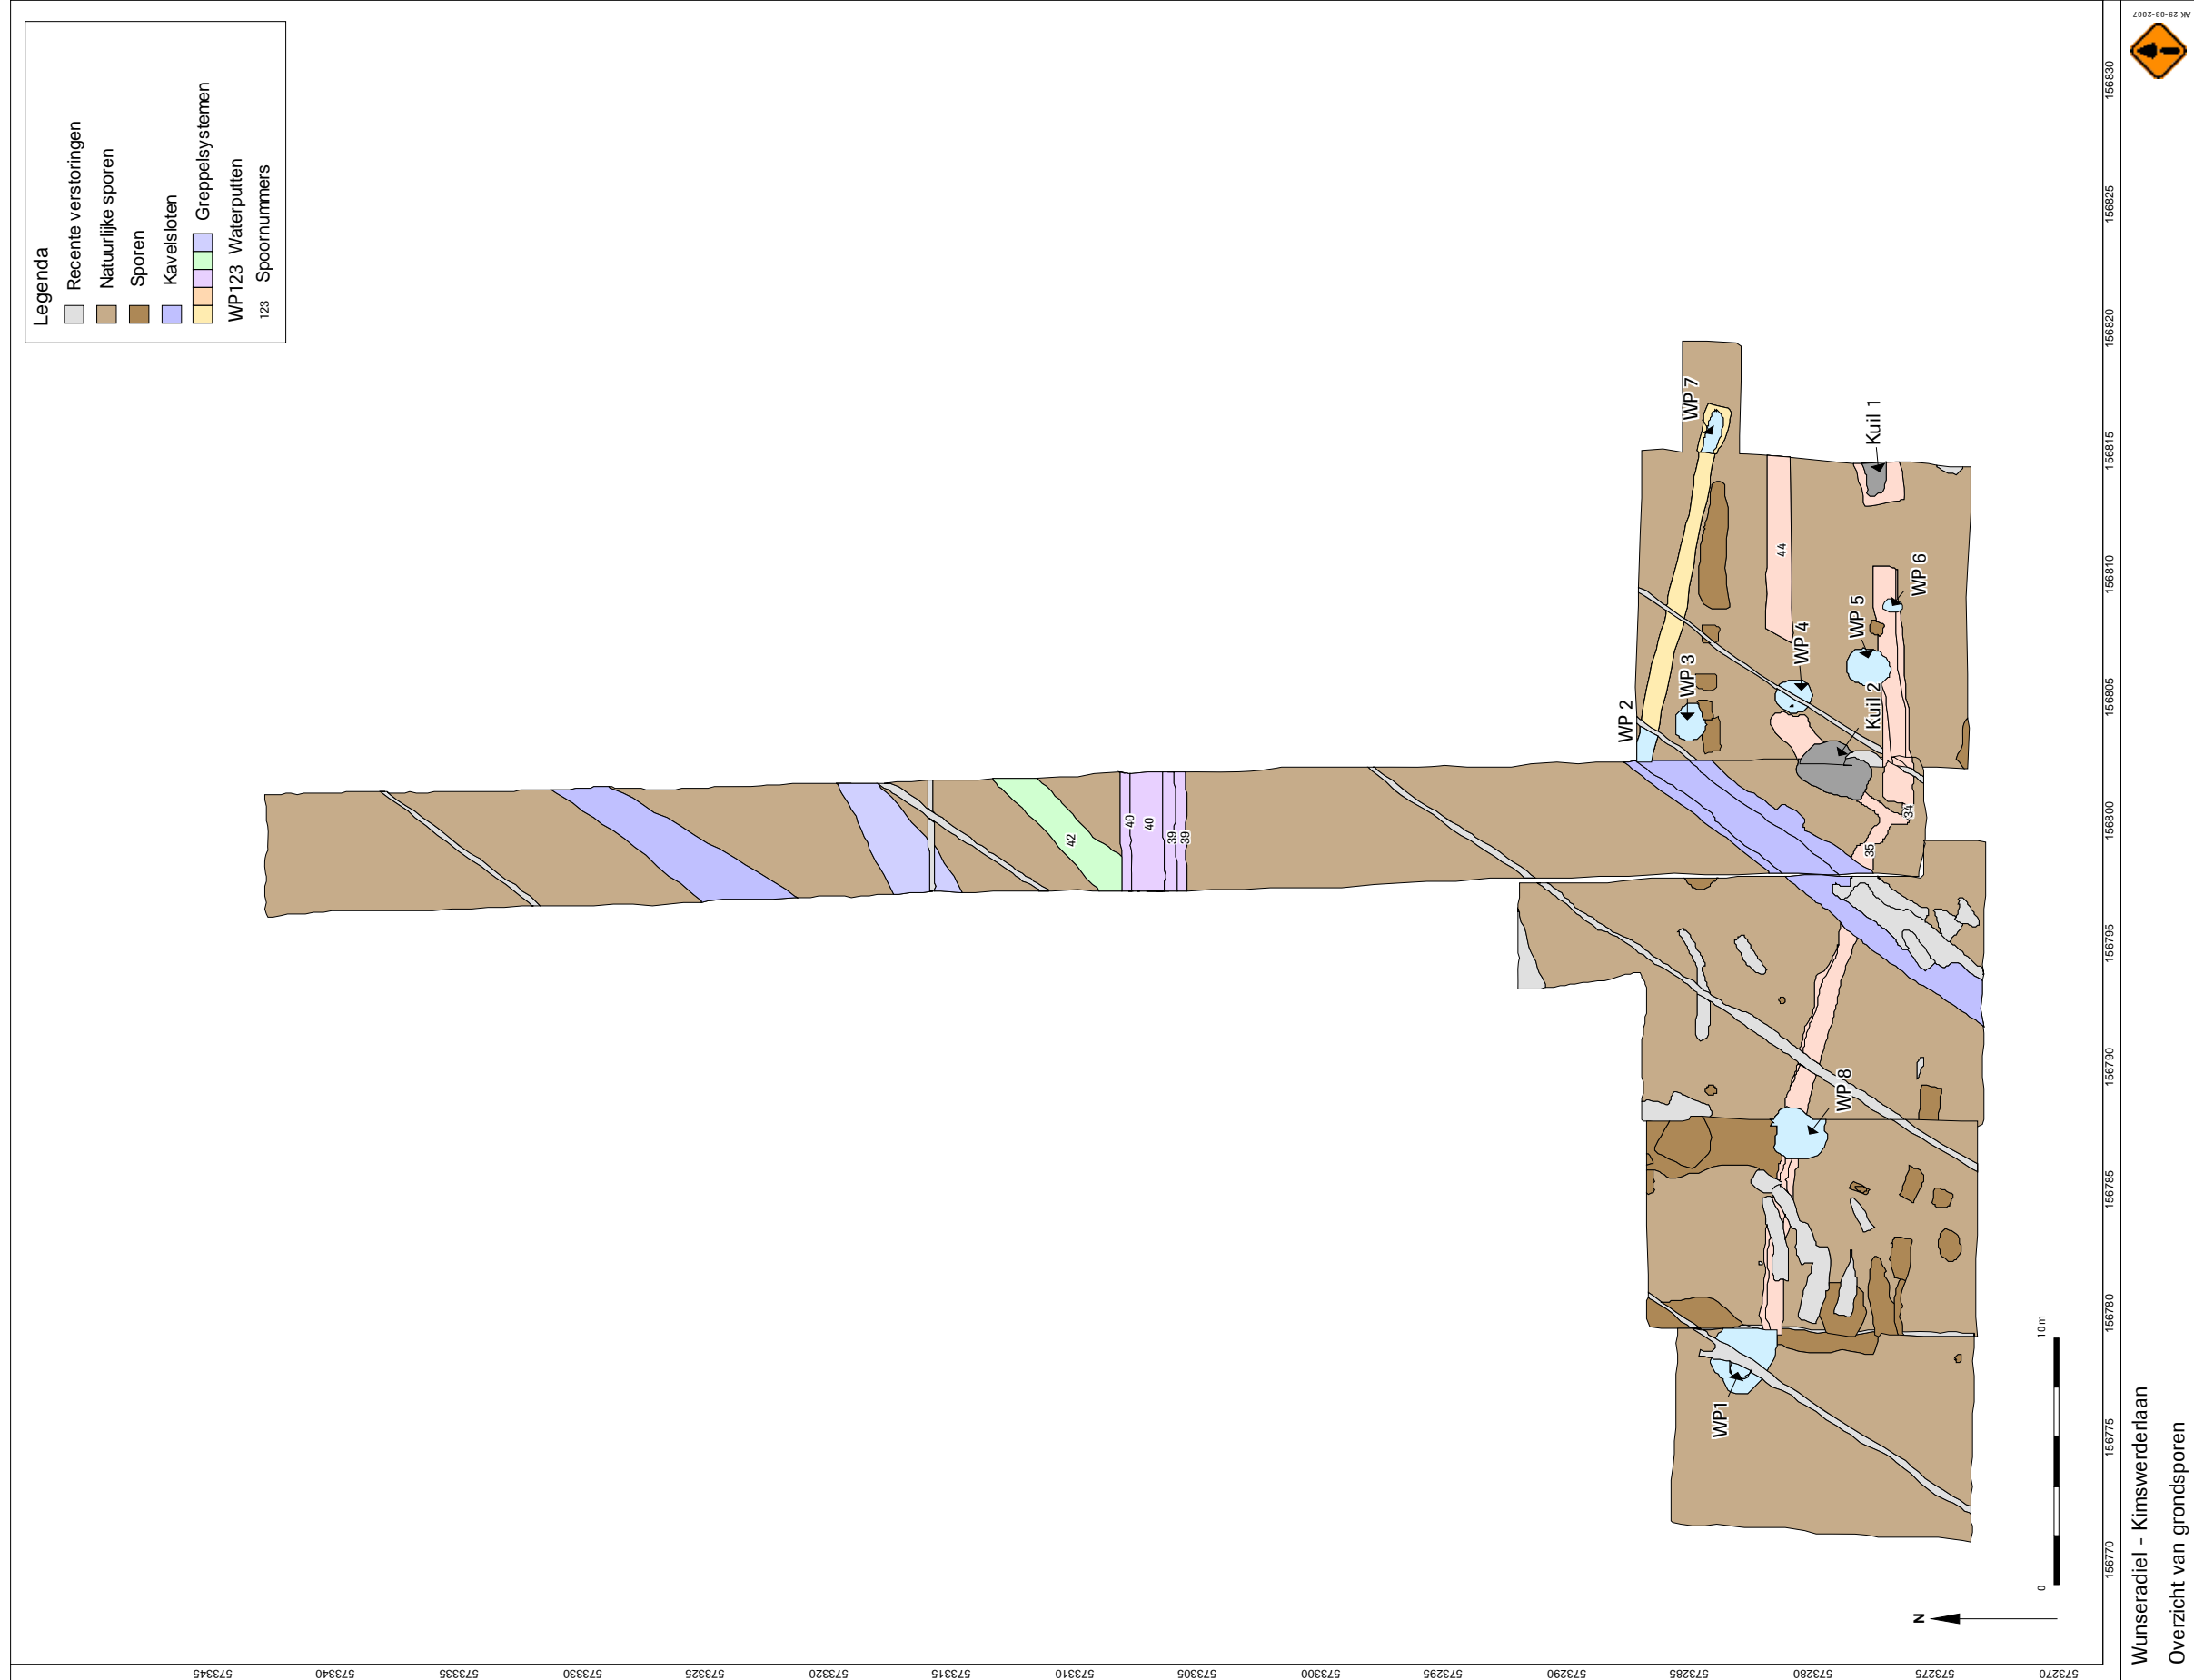 Legenda
Recente verstoringen
Natuurlijke sporen
Sporen
Kavelsloten
Greppelsystemen
WP123 Waterputten
123 Spoornummers
573345
573340
573335
573330
573325
573320
573315
573310
573305
573300
573295
573290
573285
573280
573275
573270
42
40
40
39
39
WP 2
WP 3
WP 7
44
WP 4
Kuil 1
WP 5
WP 6
Kuil 2
34
35
WP 8
WP1
N
0
10m
156770
156775
156780
156785
156790
156795
156800
156805
156810
156815
156820
156825
156830
Wunseradiel - Kimswerderlaan
Overzicht van grondsporen
AK 29-03-2007